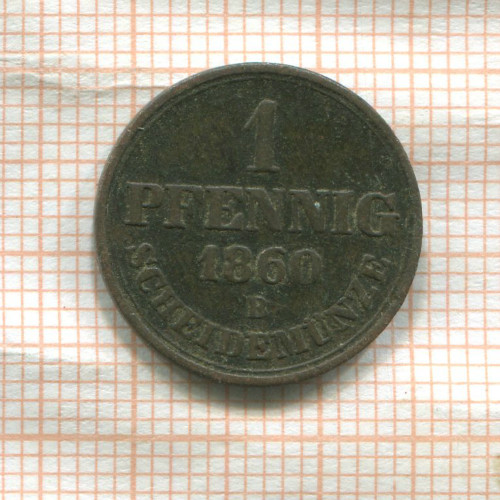 1
PFENNIG
1860
B
SCHEIDEMÜNZE